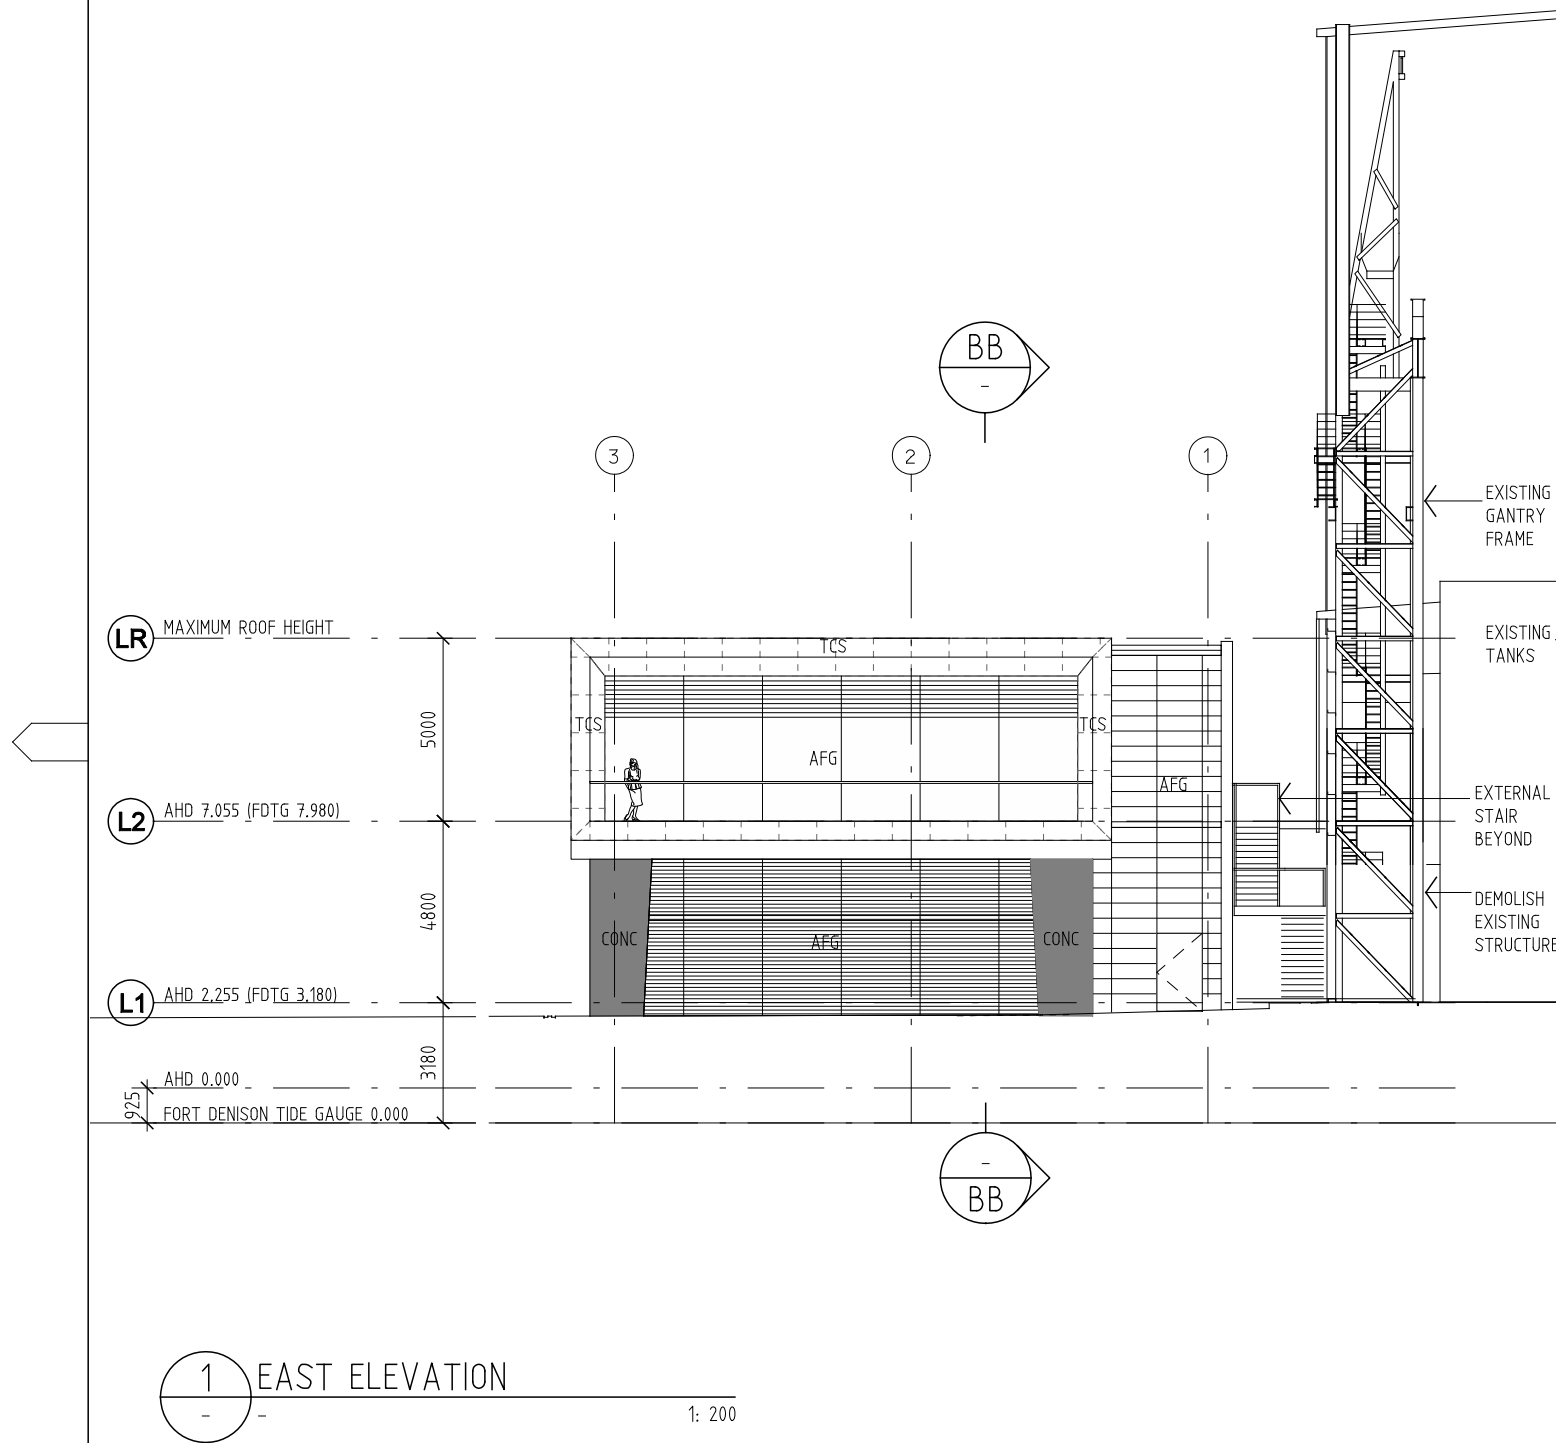 BB
-
3
2
1
EXISTING
GANTRY
FRAME
LR MAXIMUM ROOF HEIGHT
EXISTING
TANKS
TCS
TCS
TCS
5000
AFG
AFG
L2 AHD 7.055 (FDTG 7.980)
EXTERNAL
STAIR
BEYOND
4800
CONC
AFG
CONC
DEMOLISH
EXISTING
STRUCTURE
L1 AHD 2.255 (FDTG 3.180)
3180
AHD 0.000
925
FORT DENISON TIDE GAUGE 0.000
-
BB
1 EAST ELEVATION
- -
1: 200